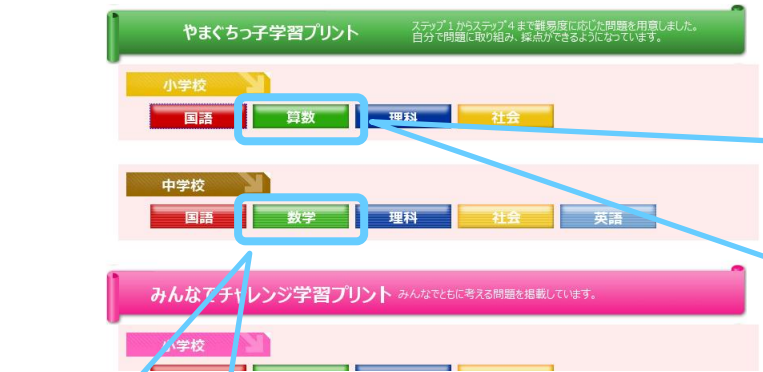 やまぐちっ子学習プリント
ステップ1からステップ4まで難易度に応じた問題を用意しました。
自分で問題に取り組み、採点ができるようになっています。
小学校
国語 算数 理科 社会
中学校
国語 数学 理科 社会 英語
みんなでチャレンジ学習プリント みんなでともに考える問題を掲載しています。
小学校